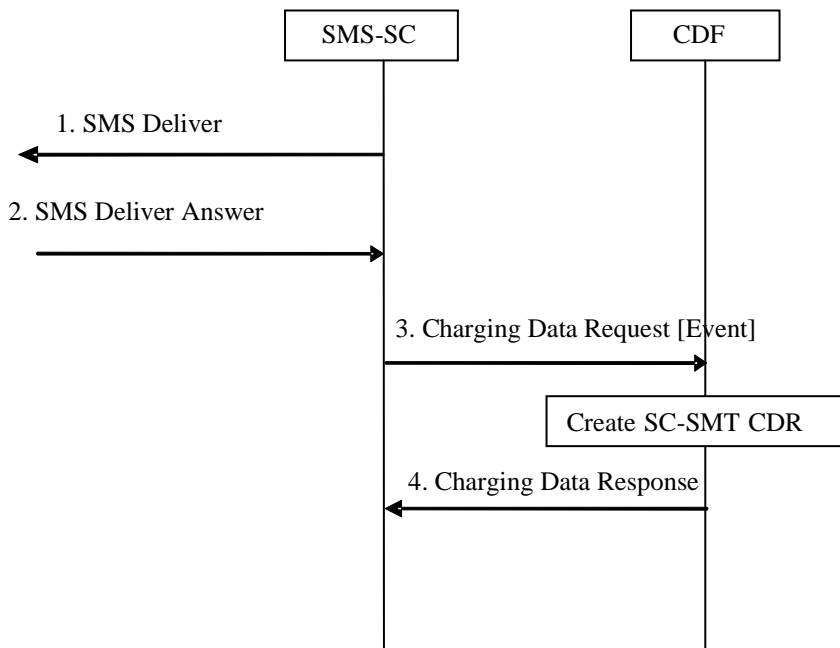 SMS-SC
CDF
1. SMS Deliver
2. SMS Deliver Answer
3. Charging Data Request [Event]
Create SC-SMT CDR
4. Charging Data Response